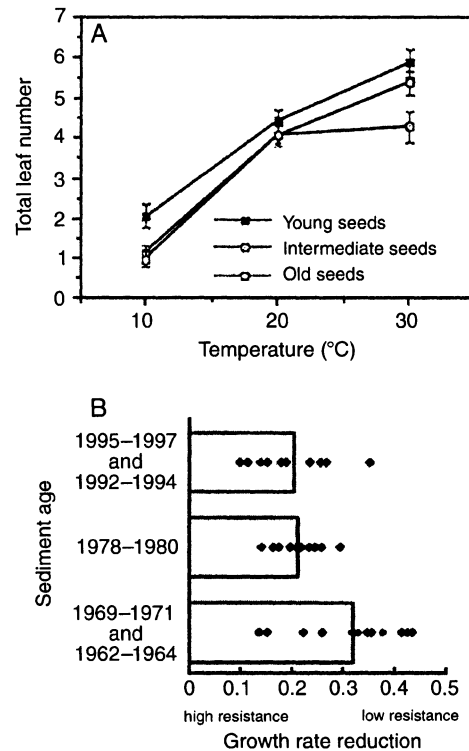 A
7
6
5
4
3
2
1
0
Total leaf number
Young seeds
Intermediate seeds
Old seeds
10 20 30
Temperature (°C)
B
Sediment age
1995–1997
and
1992–1994
1978–1980
1969–1971
and
1962–1964
0 0.1 0.2 0.3 0.4 0.5
high resistance low resistance
Growth rate reduction